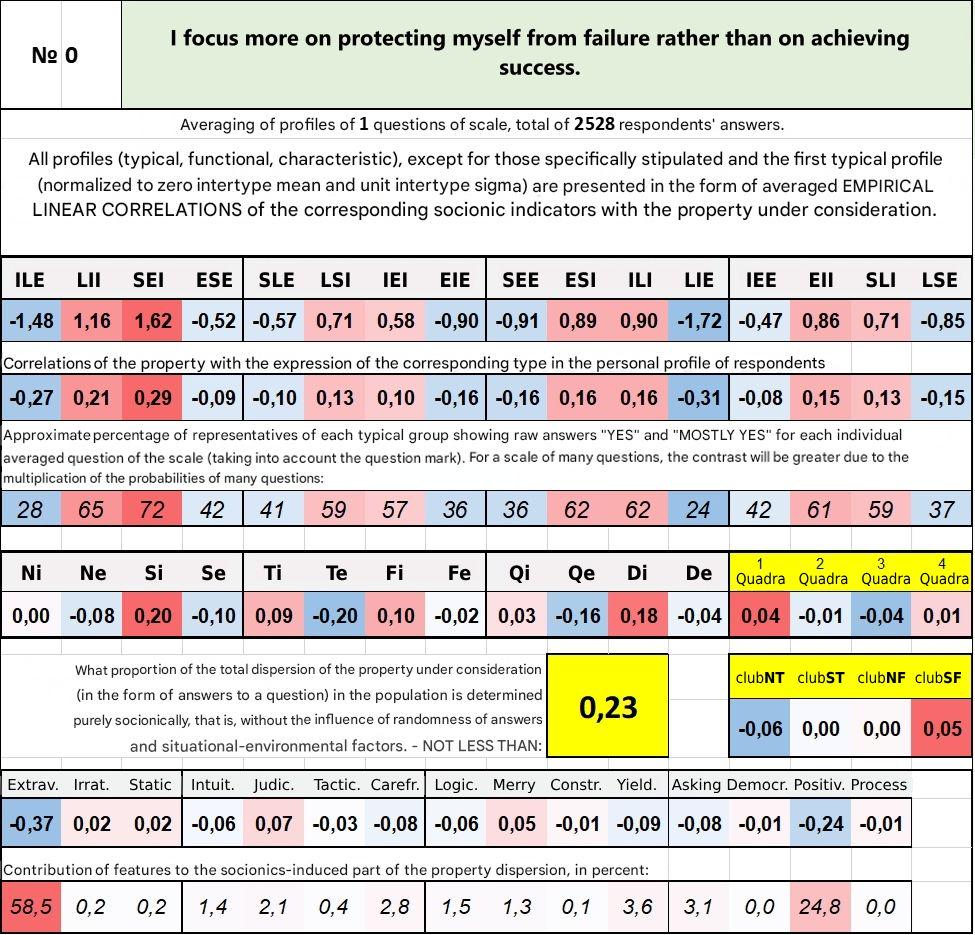 № 0
I focus more on protecting myself from failure rather than on achieving
success.
Averaging of profiles of 1 questions of scale, total of 2528 respondents' answers.
All profiles (typical, functional, characteristic), except for those specifically stipulated and the first typical profile
(normalized to zero intertype mean and unit intertype sigma) are presented in the form of averaged EMPIRICAL
LINEAR CORRELATIONS of the corresponding socionic indicators with the property under consideration.
ILE LII SEI ESE SLE LSI IEI EIE SEE ESI ILI LIE IEE EII SLI LSE
-1,48 1,16 1,62 -0,52 -0,57 0,71 0,58 -0,90 -0,91 0,89 0,90 -1,72 -0,47 0,86 0,71 -0,85
Correlations of the property with the expression of the corresponding type in the personal profile of respondents
-0,27 0,21 0,29 -0,09 -0,10 0,13 0,10 -0,16 -0,16 0,16 0,16 -0,31 -0,08 0,15 0,13 -0,15
Approximate percentage of representatives of each typical group showing raw answers "YES" and "MOSTLY YES" for each individual
averaged question of the scale (taking into account the question mark). For a scale of many questions, the contrast will be greater due to the
multiplication of the probabilities of many questions:
28 65 72 42 41 59 57 36 36 62 62 24 42 61 59 37
Ni Ne Si Se Ti Te Fi Fe Qi Qe Di De 1 Quadra 2 Quadra 3 Quadra 4 Quadra
0,00 -0,08 0,20 -0,10 0,09 -0,20 0,10 -0,02 0,03 -0,16 0,18 -0,04 0,04 -0,01 -0,04 0,01
What proportion of the total dispersion of the property under consideration
(in the form of answers to a question) in the population is determined
purely socionically, that is, without the influence of randomness of answers
and situational-environmental factors. - NOT LESS THAN:
0,23
clubNT clubST clubNF clubSF
-0,06 0,00 0,00 0,05
Extrav. Irrat. Static Intuit. Judic. Tactic. Carefr. Logic. Merry Constr. Yield. Asking Democr. Positiv. Process
-0,37 0,02 0,02 -0,06 0,07 -0,03 -0,08 -0,06 0,05 -0,01 -0,09 -0,08 -0,01 -0,24 -0,01
Contribution of features to the socionics-induced part of the property dispersion, in percent:
58,5 0,2 0,2 1,4 2,1 0,4 2,8 1,5 1,3 0,1 3,6 3,1 0,0 24,8 0,0